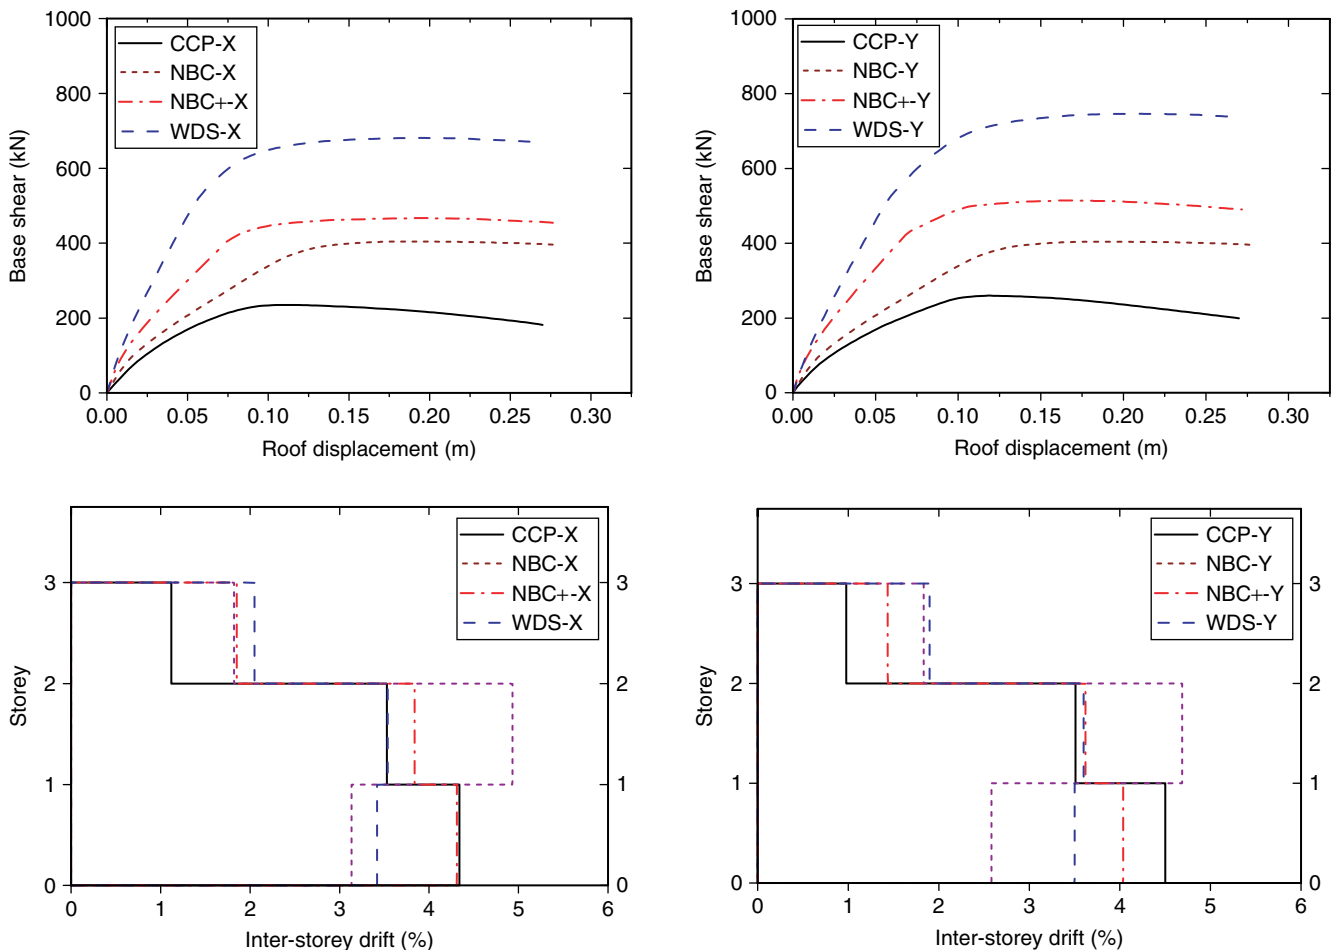 1000
800
600
400
200
0
Base shear (kN)
CCP-X
NBC-X
NBC+-X
WDS-X
0.00 0.05 0.10 0.15 0.20 0.25 0.30
Roof displacement (m)
1000
800
600
400
200
0
Base shear (kN)
CCP-Y
NBC-Y
NBC+-Y
WDS-Y
0.00 0.05 0.10 0.15 0.20 0.25 0.30
Roof displacement (m)
3
2
1
0
Storey
CCP-X
NBC-X
NBC+-X
WDS-X
3
2
1
0
0 1 2 3 4 5 6
Inter-storey drift (%)
3
2
1
0
Storey
CCP-Y
NBC-Y
NBC+-Y
WDS-Y
3
2
1
0
0 1 2 3 4 5 6
Inter-storey drift (%)